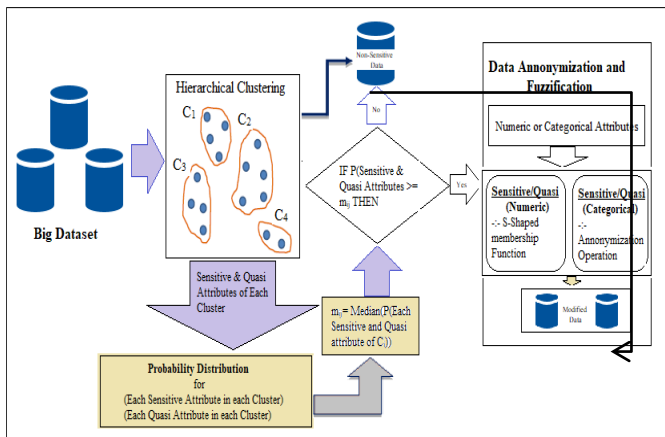 Big Dataset
Hierarchical Clustering
C1
C2
C3
C4
Sensitive & Quasi
Attributes of Each
Cluster
Probability Distribution
for
(Each Sensitive Attribute in each Cluster)
(Each Quasi Attribute in each Cluster)
mij = Median(P(Each
Sensitive and Quasi
attribute of Ci))
IF P(Sensitive &
Quasi Attributes >=
mij THEN
No
Yes
Non-Sensitive
Data
Data Annonymization and
Fuzzification
Numeric or Categorical Attributes
Sensitive/Quasi
(Numeric)
-:- S-Shaped
membership
Function
Sensitive/Quasi
(Categorical)
-:-
Annonymization
Operation
Modified
Data